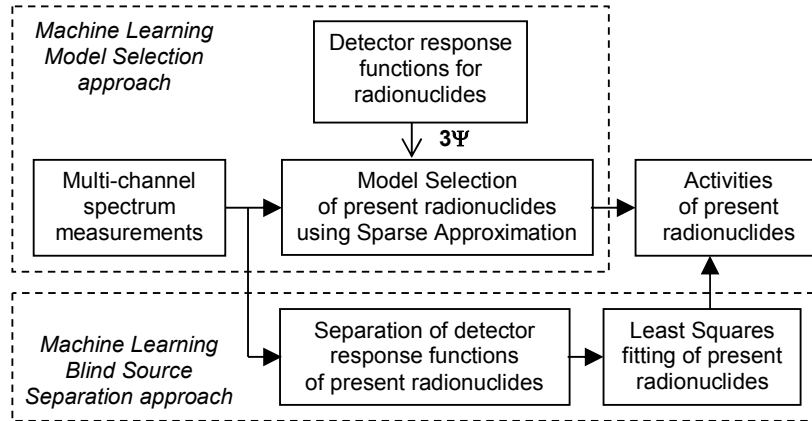 Machine Learning
Model Selection
approach
Detector response
functions for
radionuclides
3Ψ
Multi-channel
spectrum
measurements
Model Selection
of present radionuclides
using Sparse Approximation
Activities
of present
radionuclides
Machine Learning
Blind Source
Separation approach
Separation of detector
response functions
of present radionuclides
Least Squares
fitting of present
radionuclides